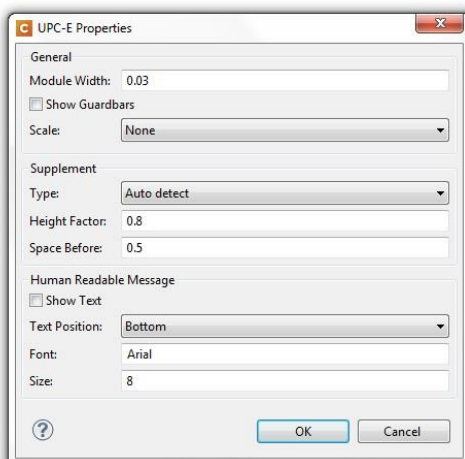 C UPC-E Properties
x
General
Module Width: 0.03
Show Guardbars
Scale: None
Supplement
Type: Auto detect
Height Factor: 0.8
Space Before: 0.5
Human Readable Message
Show Text
Text Position: Bottom
Font: Arial
Size: 8
? OK Cancel